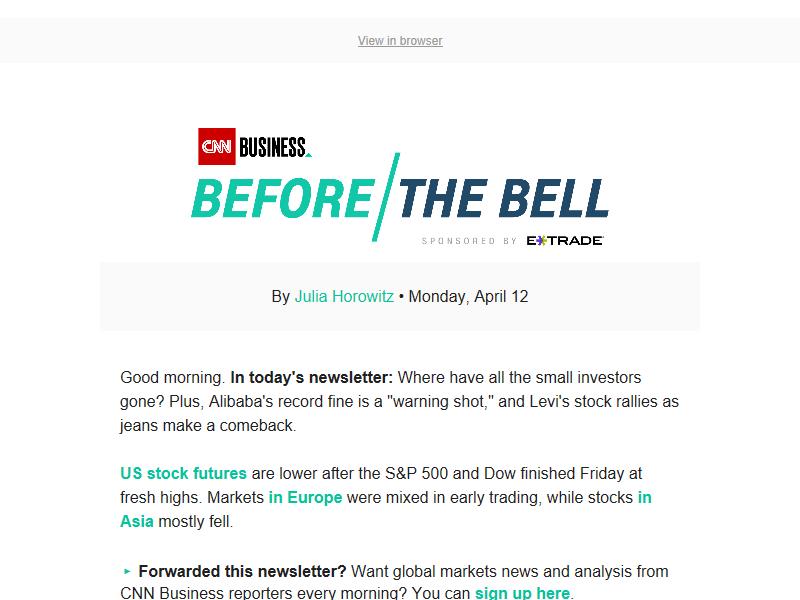 View in browser
CNN BUSINESS
BEFORE/THE BELL
SPONSORED BY E*TRADE
By Julia Horowitz • Monday, April 12
Good morning. In today's newsletter: Where have all the small investors
gone? Plus, Alibaba's record fine is a "warning shot," and Levi's stock rallies as
jeans make a comeback.
US stock futures are lower after the S&P 500 and Dow finished Friday at
fresh highs. Markets in Europe were mixed in early trading, while stocks in
Asia mostly fell.
► Forwarded this newsletter? Want global markets news and analysis from
CNN Business reporters every morning? You can sign up here.